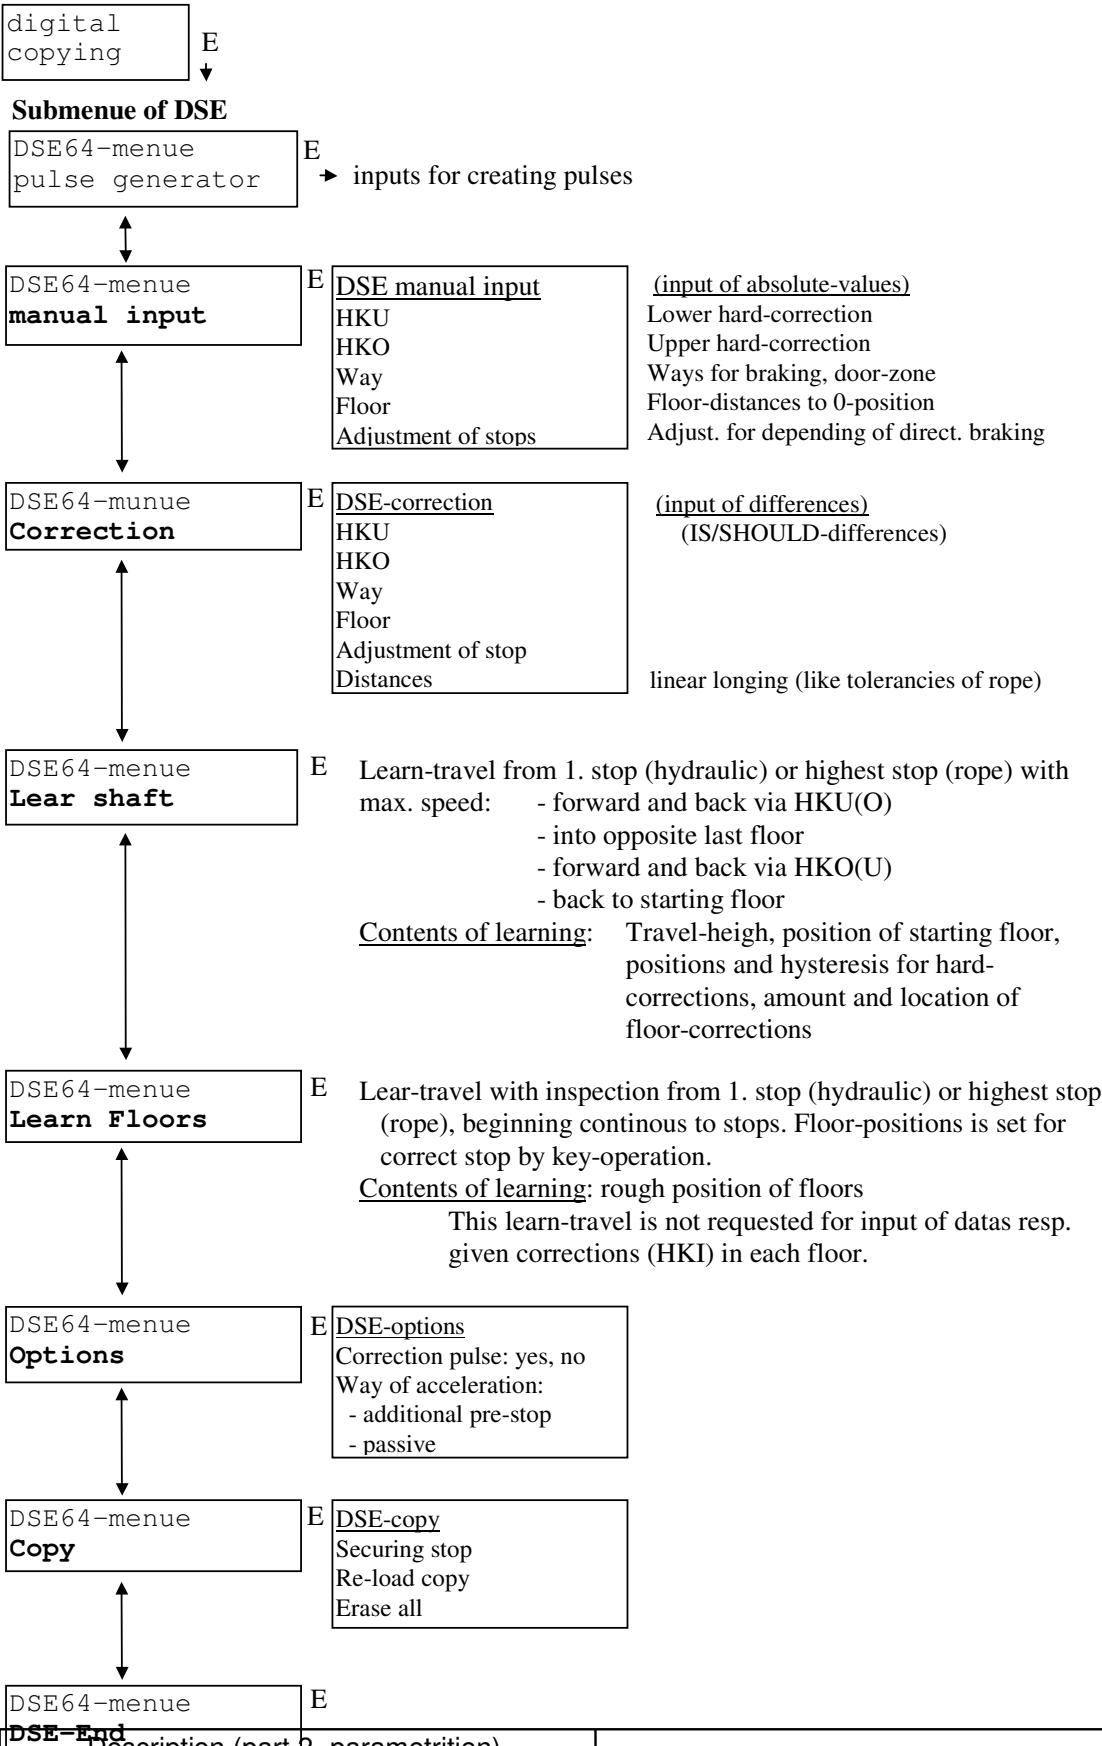 digital
copying
E
Submenue of DSE
DSE64-menue
pulse generator
E
inputs for creating pulses
DSE64-menue
manual input
E
DSE manual input
HKU
HKO
Way
Floor
Adjustment of stops
(input of absolute-values)
Lower hard-correction
Upper hard-correction
Ways for braking, door-zone
Floor-distances to 0-position
Adjust. for depending of direct. braking
DSE64-munue
Correction
E
DSE-correction
HKU
HKO
Way
Floor
Adjustment of stop
Distances
(input of differences)
(IS/SHOULD-differences)
linear longing (like tolerancies of rope)
DSE64-menue
Lear shaft
E
Learn-travel from 1. stop (hydraulic) or highest stop (rope) with
max. speed: - forward and back via HKU(O)
- into opposite last floor
- forward and back via HKO(U)
- back to starting floor
Contents of learning: Travel-heigh, position of starting floor,
positions and hysteresis for hard-
corrections, amount and location of
floor-corrections
DSE64-menue
Learn Floors
E
Lear-travel with inspection from 1. stop (hydraulic) or highest stop
(rope), beginning continous to stops. Floor-positions is set for
correct stop by key-operation.
Contents of learning: rough position of floors
This learn-travel is not requested for input of datas resp.
given corrections (HKI) in each floor.
DSE64-menue
Options
E
DSE-options
Correction pulse: yes, no
Way of acceleration:
- additional pre-stop
- passive
DSE64-menue
Copy
E
DSE-copy
Securing stop
Re-load copy
Erase all
DSE64-menue
DSE-End
E
Description (part 2, parametrition)